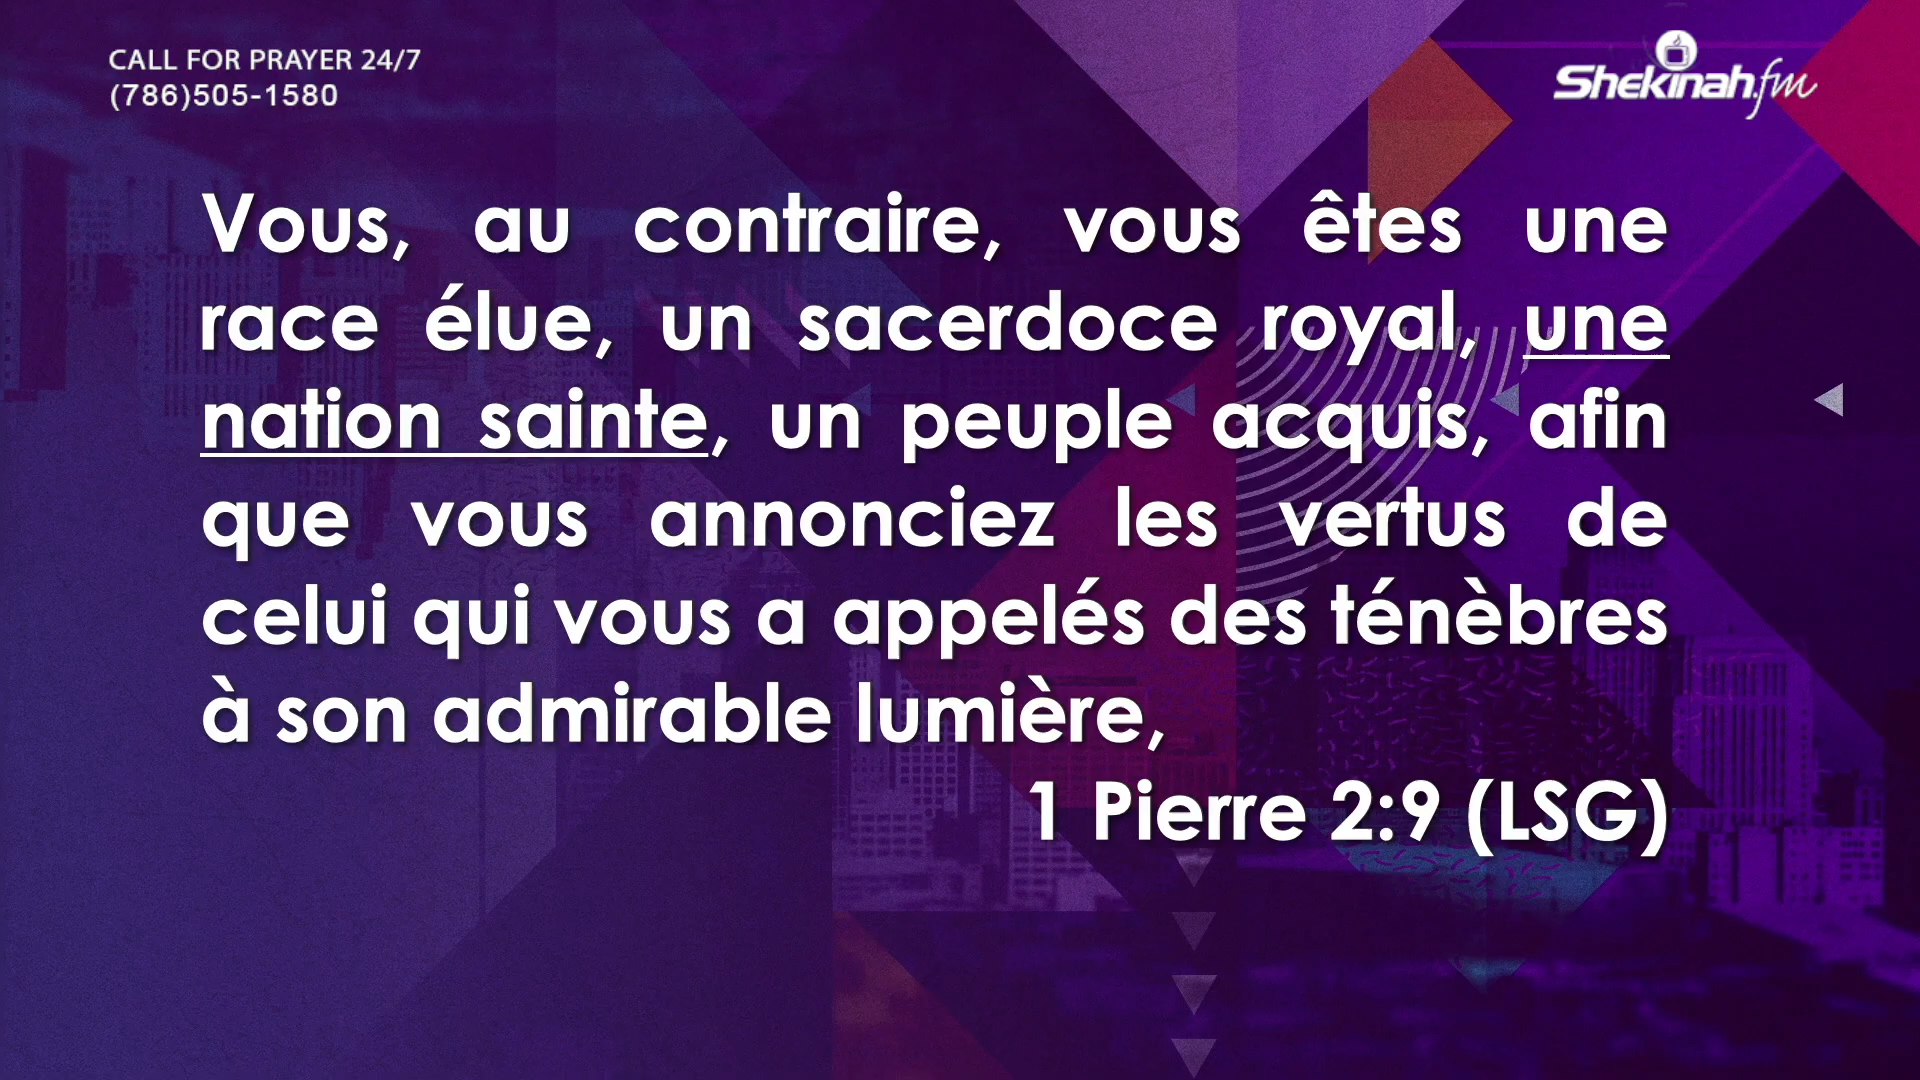 CALL FOR PRAYER 24/7
(786)505-1580
Shekinah.fm
Vous, au contraire, vous êtes une
race élue, un sacerdoce royal, une
nation sainte, un peuple acquis, afin
que vous annonciez les vertus de
celui qui vous a appelés des ténèbres
à son admirable lumière,
1 Pierre 2:9 (LSG)